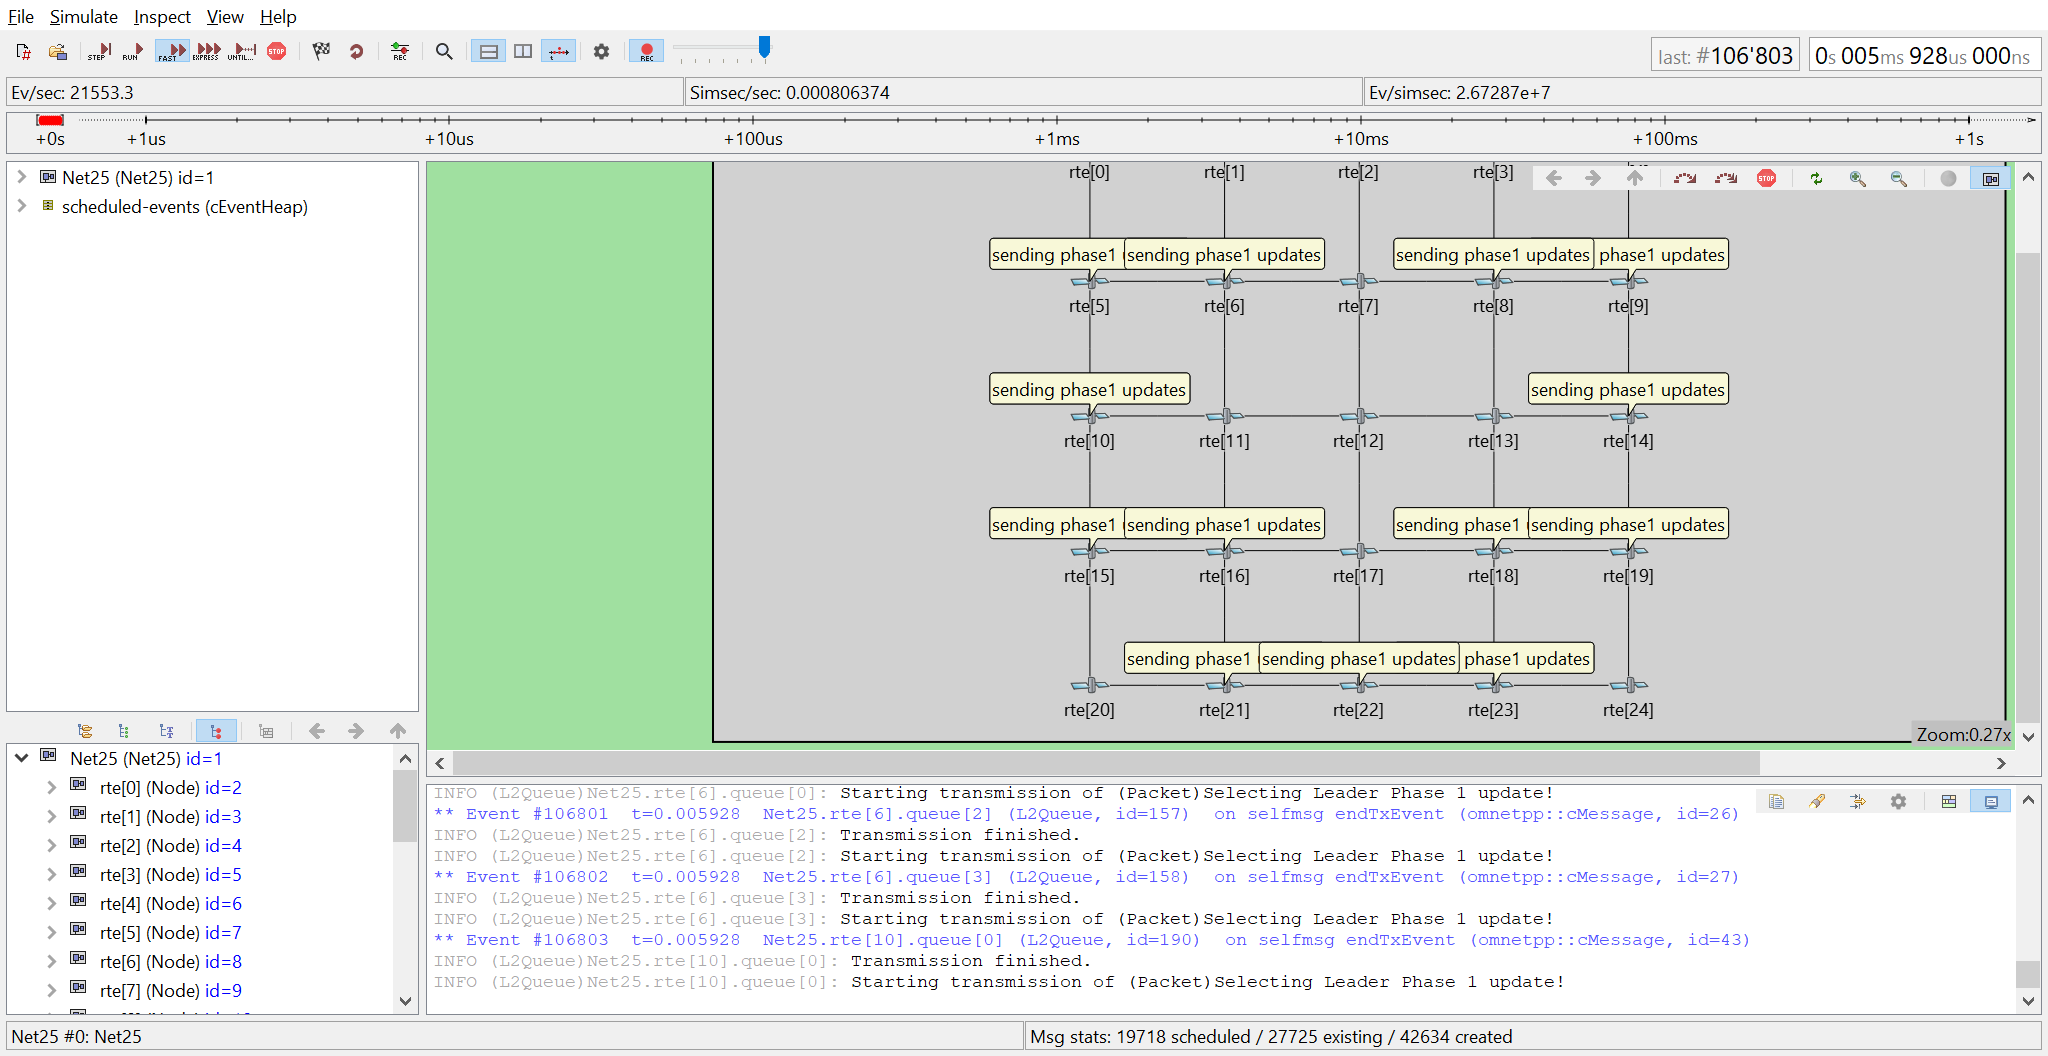 File Simulate Inspect View Help
STEP RUN FAST EXPRESS UNTIL... STOP REC REC
last: #106'803 0s 005ms 928us 000ns
Ev/sec: 21553.3 Simsec/sec: 0.000806374 Ev/simsec: 2.67287e+7
+0s +1us +10us +100us +1ms +10ms +100ms +1s
Net25 (Net25) id=1
scheduled-events (cEventHeap)
rte[0] rte[1] rte[2] rte[3]
STOP
sending phase1 sending phase1 updates sending phase1 updates phase1 updates
rte[5] rte[6] rte[7] rte[8] rte[9]
sending phase1 updates sending phase1 updates
rte[10] rte[11] rte[12] rte[13] rte[14]
sending phase1 sending phase1 updates sending phase1 sending phase1 updates
rte[15] rte[16] rte[17] rte[18] rte[19]
sending phase1 sending phase1 updates phase1 updates
rte[20] rte[21] rte[22] rte[23] rte[24]
Zoom:0.27x
Net25 (Net25) id=1
rte[0] (Node) id=2
rte[1] (Node) id=3
rte[2] (Node) id=4
rte[3] (Node) id=5
rte[4] (Node) id=6
rte[5] (Node) id=7
rte[6] (Node) id=8
rte[7] (Node) id=9
INFO (L2Queue)Net25.rte[6].queue[0]: Starting transmission of (Packet)Selecting Leader Phase 1 update!
** Event #106801 t=0.005928 Net25.rte[6].queue[2] (L2Queue, id=157) on selfmsg endTxEvent (omnetpp::cMessage, id=26)
INFO (L2Queue)Net25.rte[6].queue[2]: Transmission finished.
INFO (L2Queue)Net25.rte[6].queue[2]: Starting transmission of (Packet)Selecting Leader Phase 1 update!
** Event #106802 t=0.005928 Net25.rte[6].queue[3] (L2Queue, id=158) on selfmsg endTxEvent (omnetpp::cMessage, id=27)
INFO (L2Queue)Net25.rte[6].queue[3]: Transmission finished.
INFO (L2Queue)Net25.rte[6].queue[3]: Starting transmission of (Packet)Selecting Leader Phase 1 update!
** Event #106803 t=0.005928 Net25.rte[10].queue[0] (L2Queue, id=190) on selfmsg endTxEvent (omnetpp::cMessage, id=43)
INFO (L2Queue)Net25.rte[10].queue[0]: Transmission finished.
INFO (L2Queue)Net25.rte[10].queue[0]: Starting transmission of (Packet)Selecting Leader Phase 1 update!
Net25 #0: Net25 Msg stats: 19718 scheduled / 27725 existing / 42634 created